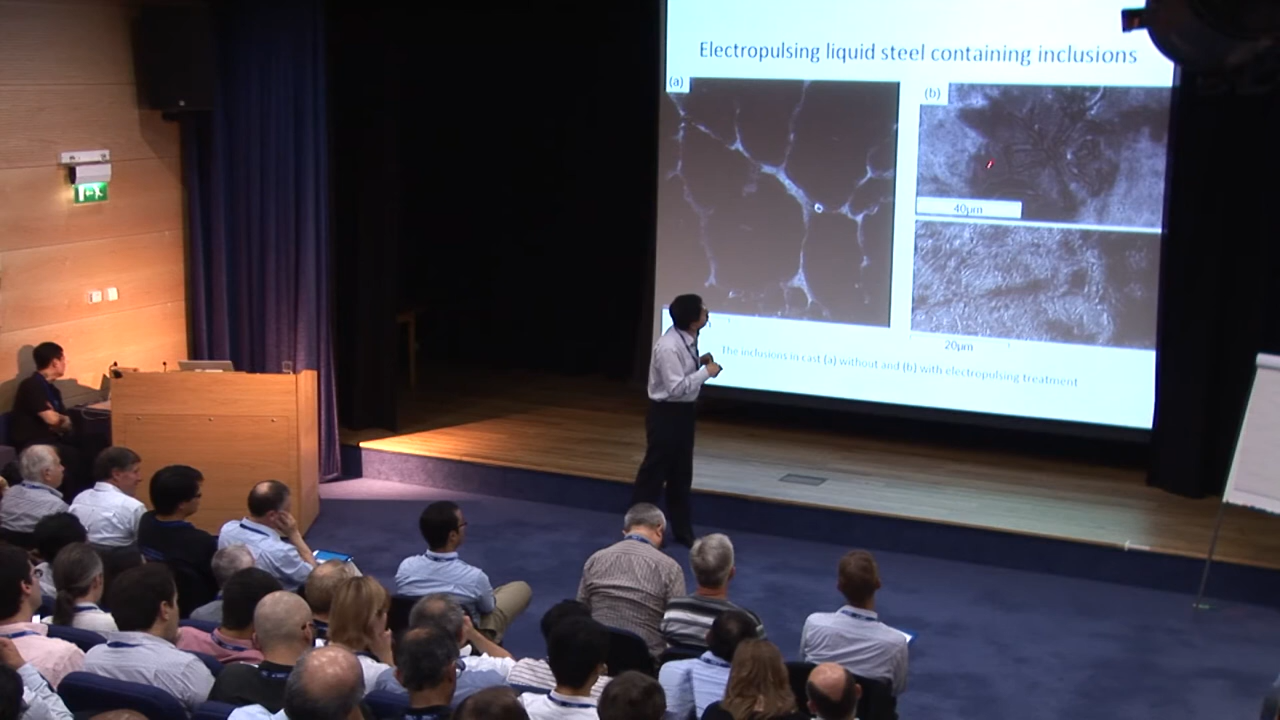 Electropulsing liquid steel containing inclusions
(a)
(b)
40μm
20μm
The inclusions in cast (a) without and (b) with electropulsing treatment